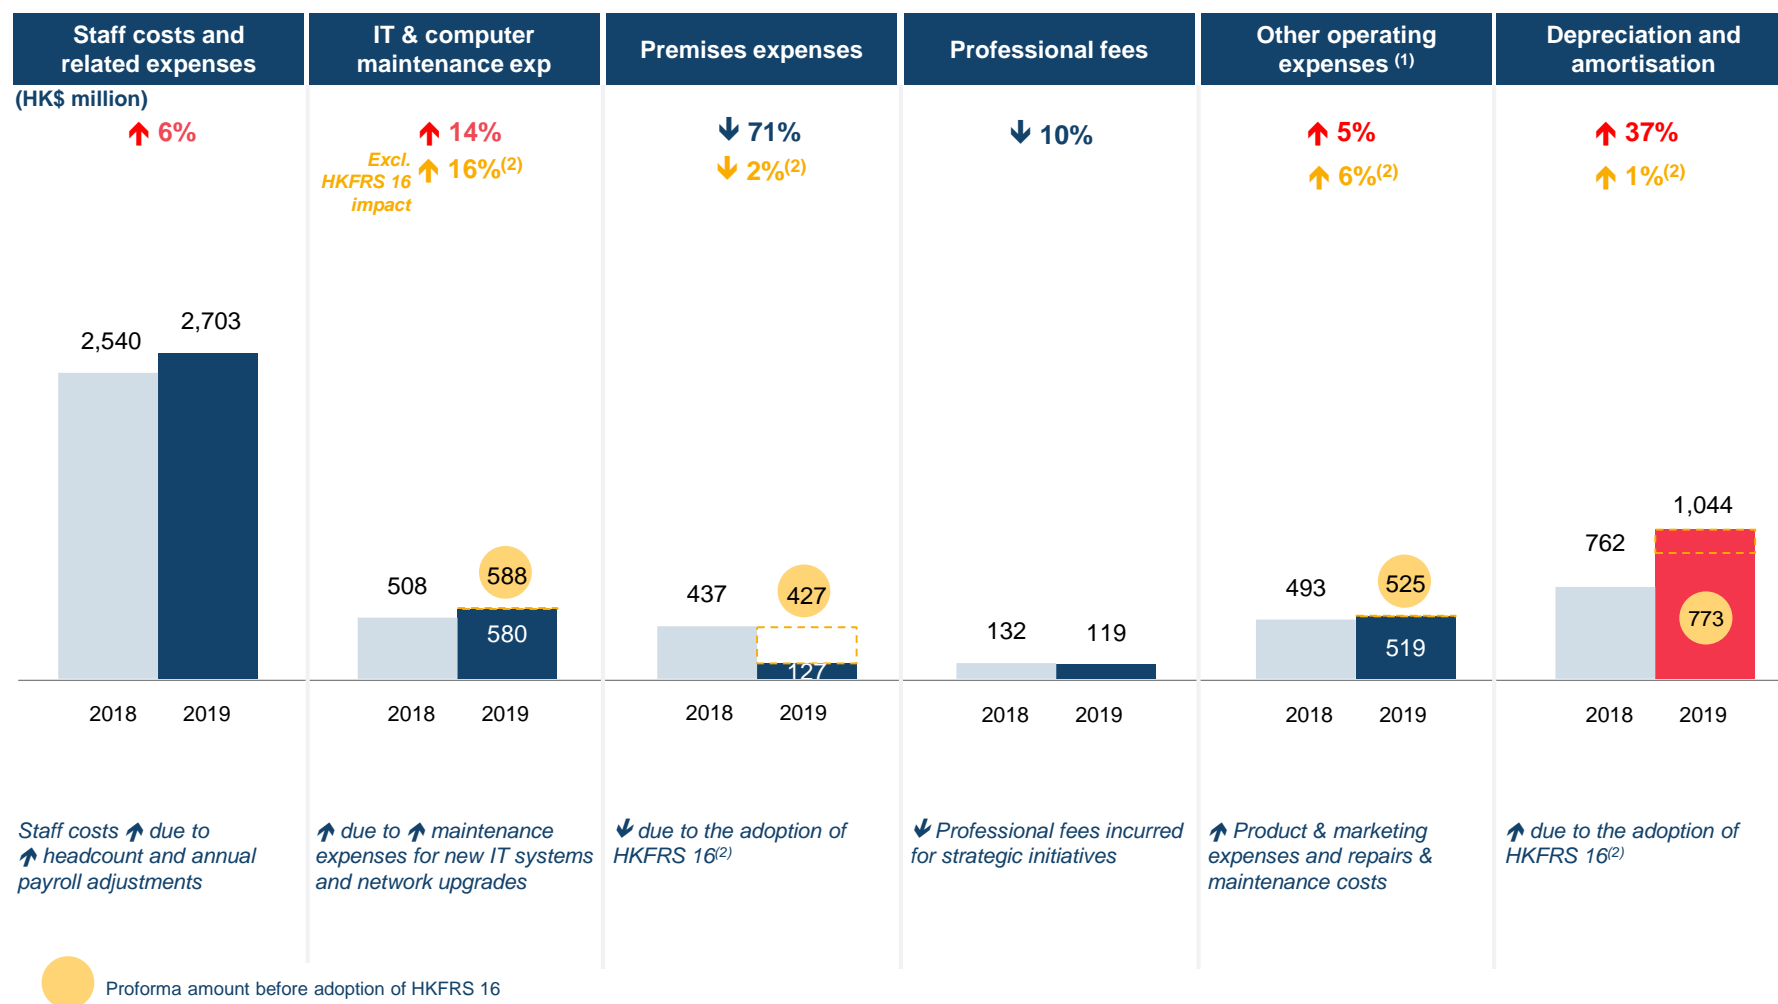 Staff costs and
related expenses
IT & computer
maintenance exp
Premises expenses
Professional fees
Other operating
expenses (1)
Depreciation and
amortisation
(HK$ million)
↑ 6%
↑ 14%
Excl.
HKFRS 16
impact
↑ 16%(2)
↓ 71%
↓ 2%(2)
↓ 10%
↑ 5%
↑ 6%(2)
↑ 37%
↑ 1%(2)
2,540
2,703
2018
2019
508
588
580
2018
2019
437
427
127
2018
2019
132
119
2018
2019
493
525
519
2018
2019
762
1,044
773
2018
2019
Staff costs ↑ due to
↑ headcount and annual
payroll adjustments
↑ due to ↑ maintenance
expenses for new IT systems
and network upgrades
↓ due to the adoption of
HKFRS 16(2)
↓ Professional fees incurred
for strategic initiatives
↑ Product & marketing
expenses and repairs &
maintenance costs
↑ due to the adoption of
HKFRS 16(2)
Proforma amount before adoption of HKFRS 16